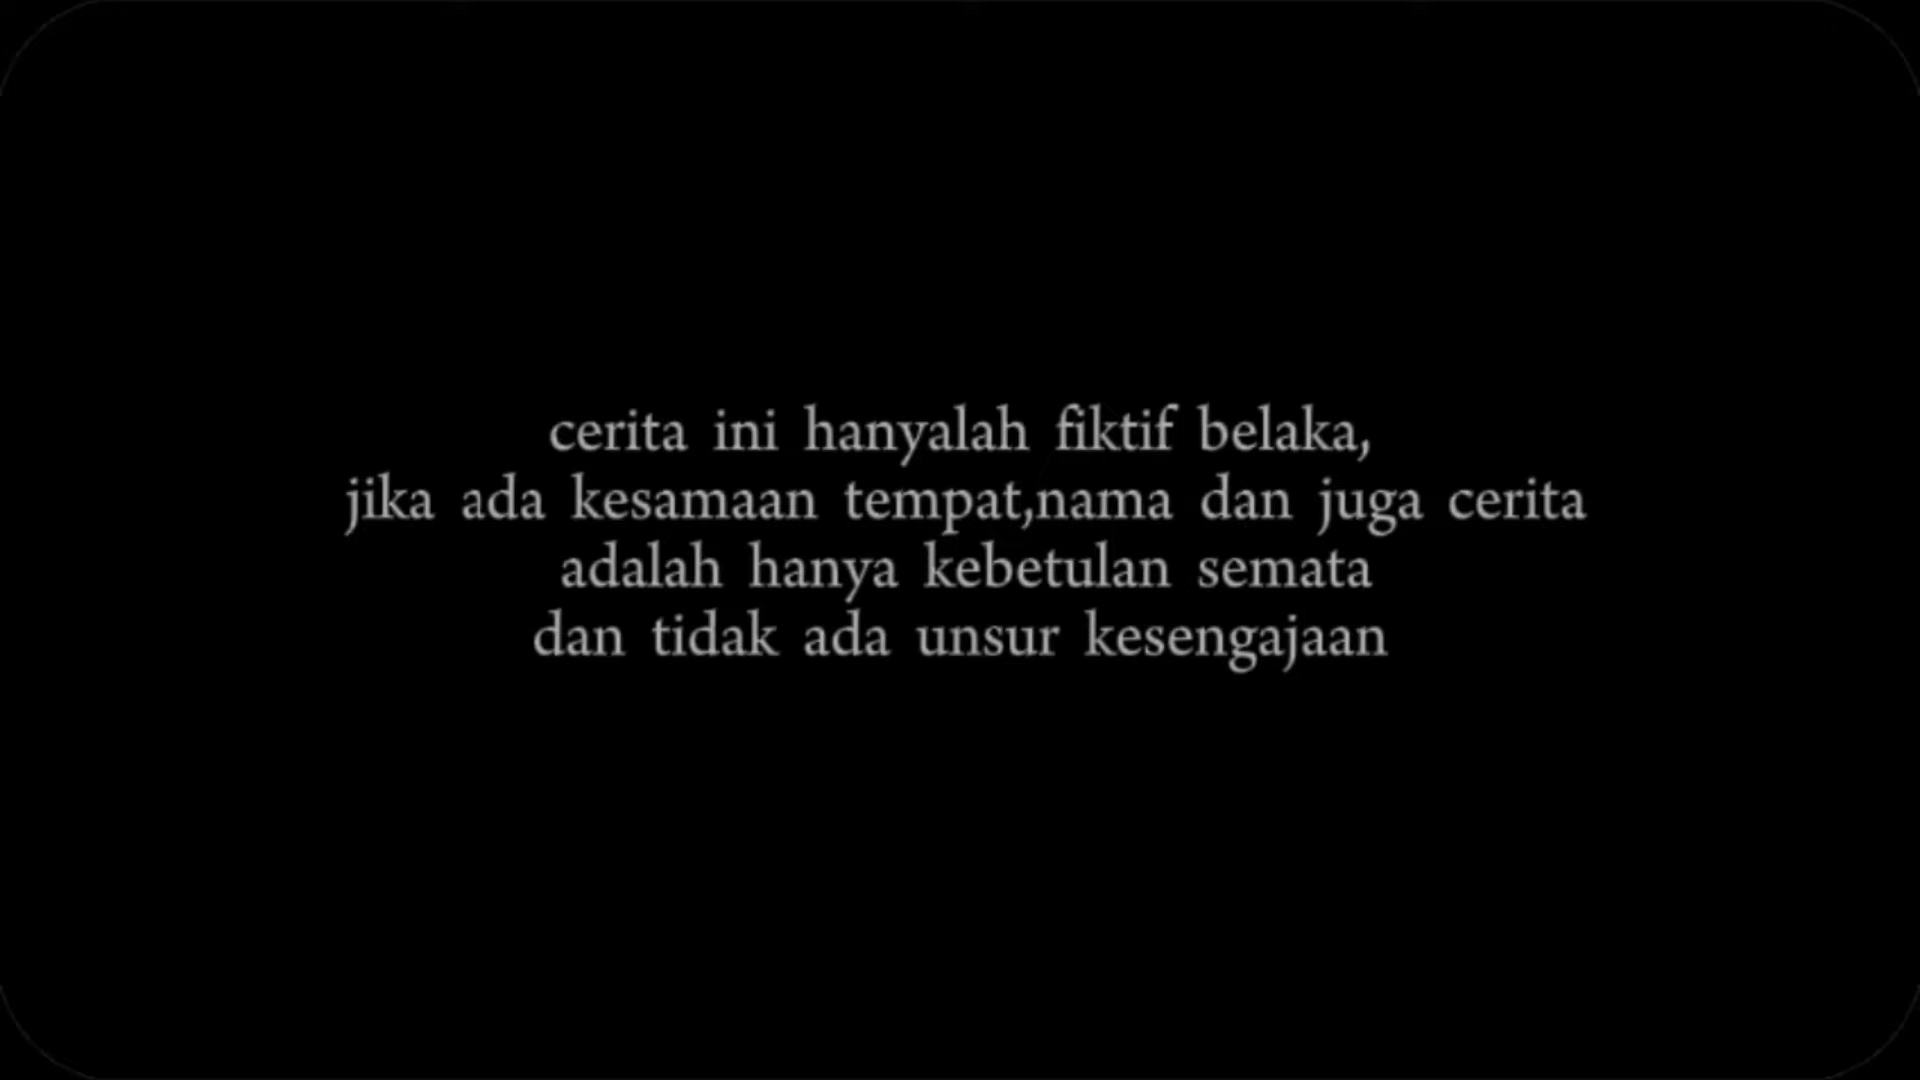 cerita ini hanyalah fiktif belaka,
jika ada kesamaan tempat,nama dan juga cerita
adalah hanya kebetulan semata
dan tidak ada unsur kesengajaan